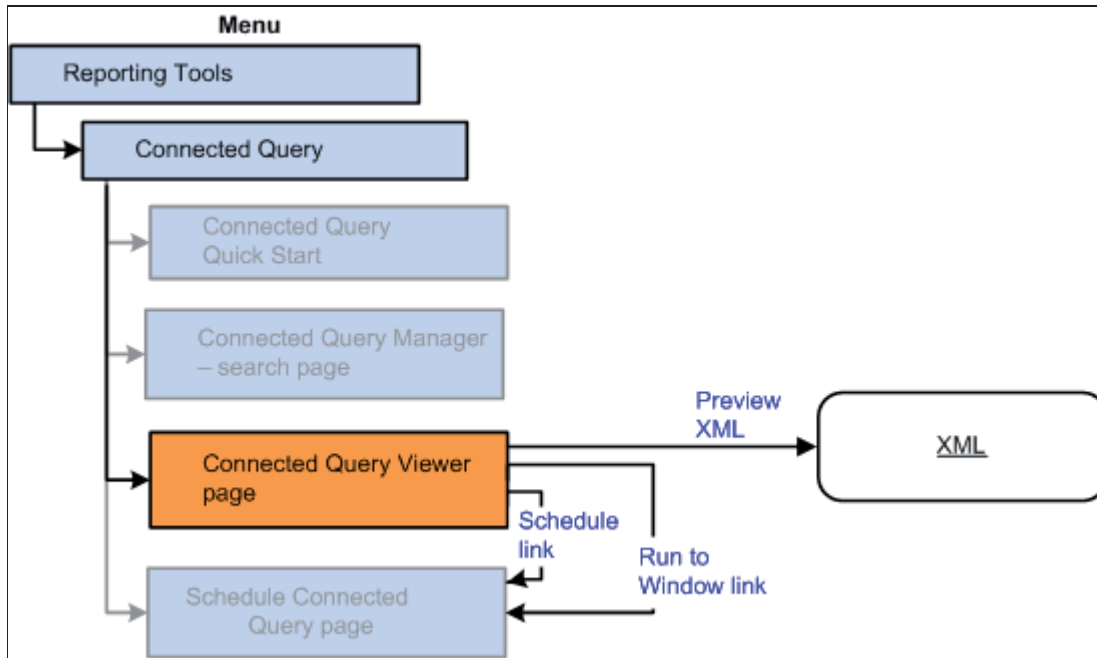 Menu
Reporting Tools
Connected Query
Connected Query
Quick Start
Connected Query Manager
– search page
Preview
XML
XML
Connected Query Viewer
page
Schedule
link
Run to
Window link
Schedule Connected
Query page